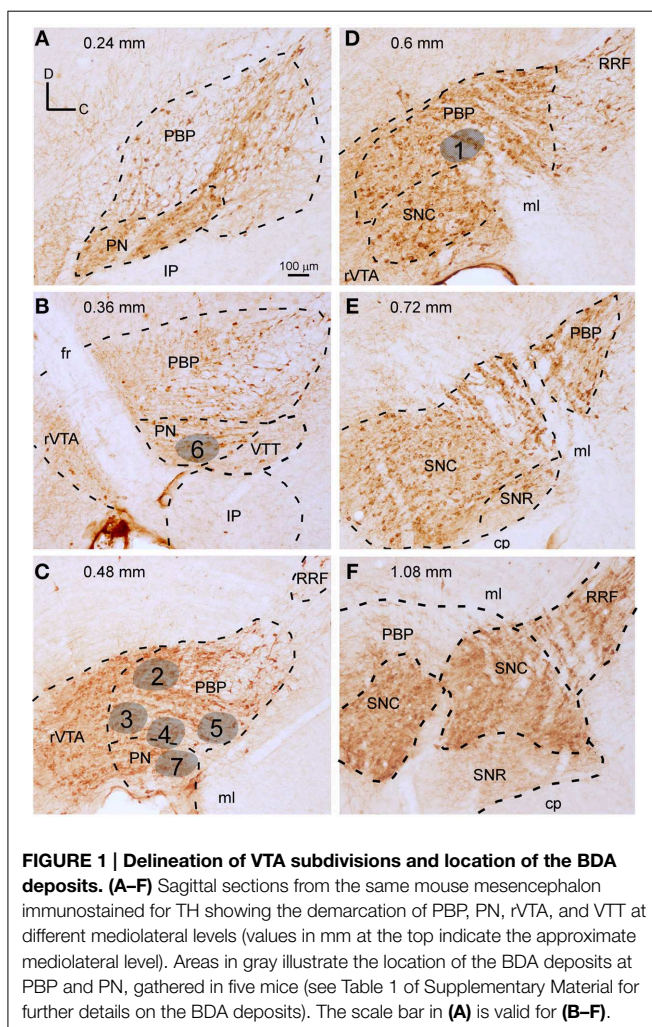 A
0.24 mm
D
C
PBP
PN
IP
100 μm
B
0.36 mm
fr
PBP
PN
6
VTT
rVTA
IP
C
0.48 mm
RRF
2
PBP
3
4
5
rVTA
PN
7
ml
D
0.6 mm
RRF
PBP
1
SNC
ml
rVTA
E
0.72 mm
PBP
SNC
ml
SNR
cp
F
1.08 mm
ml
RRF
PBP
SNC
SNC
SNR
cp
FIGURE 1 | Delineation of VTA subdivisions and location of the BDA
deposits. (A–F) Sagittal sections from the same mouse mesencephalon
immunostained for TH showing the demarcation of PBP, PN, rVTA, and VTT at
different mediolateral levels (values in mm at the top indicate the approximate
mediolateral level). Areas in gray illustrate the location of the BDA deposits at
PBP and PN, gathered in five mice (see Table 1 of Supplementary Material for
further details on the BDA deposits). The scale bar in (A) is valid for (B–F).